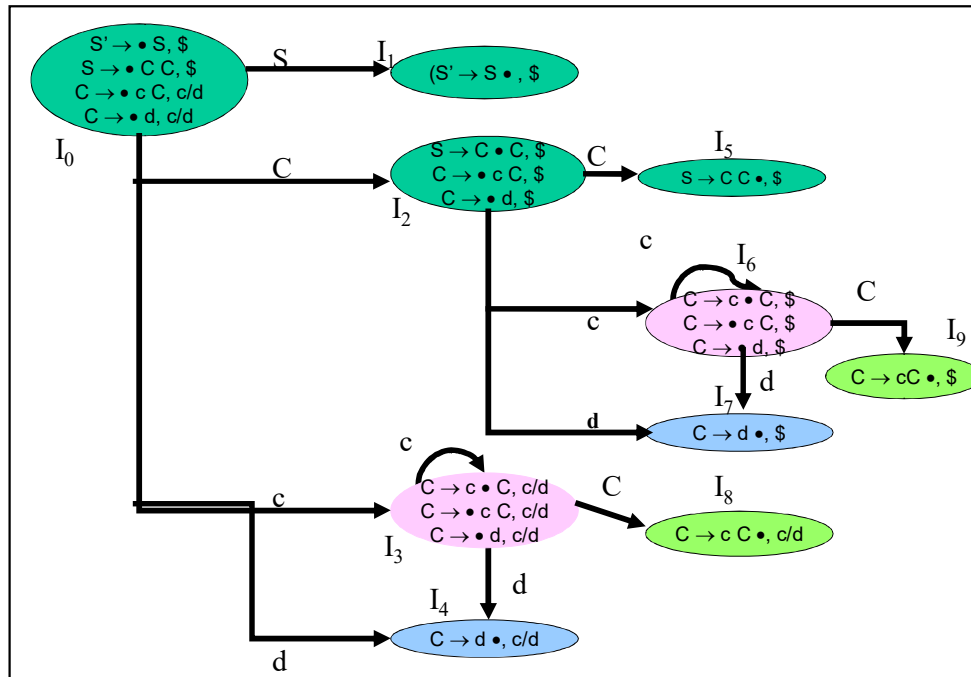 S’ → • S, $
S → • C C, $
C → • c C, c/d
C → • d, c/d
I0
S
I1
(S’ → S • , $
C
S → C • C, $
C → • c C, $
C → • d, $
I2
C
I5
S → C C •, $
c
c
I6
C → c • C, $
C → • c C, $
C → • d, $
C
I9
C → cC •, $
d
d
I7
C → d •, $
c
c
C → c • C, c/d
C → • c C, c/d
C → • d, c/d
I3
C
I8
C → c C •, c/d
d
d
I4
C → d •, c/d